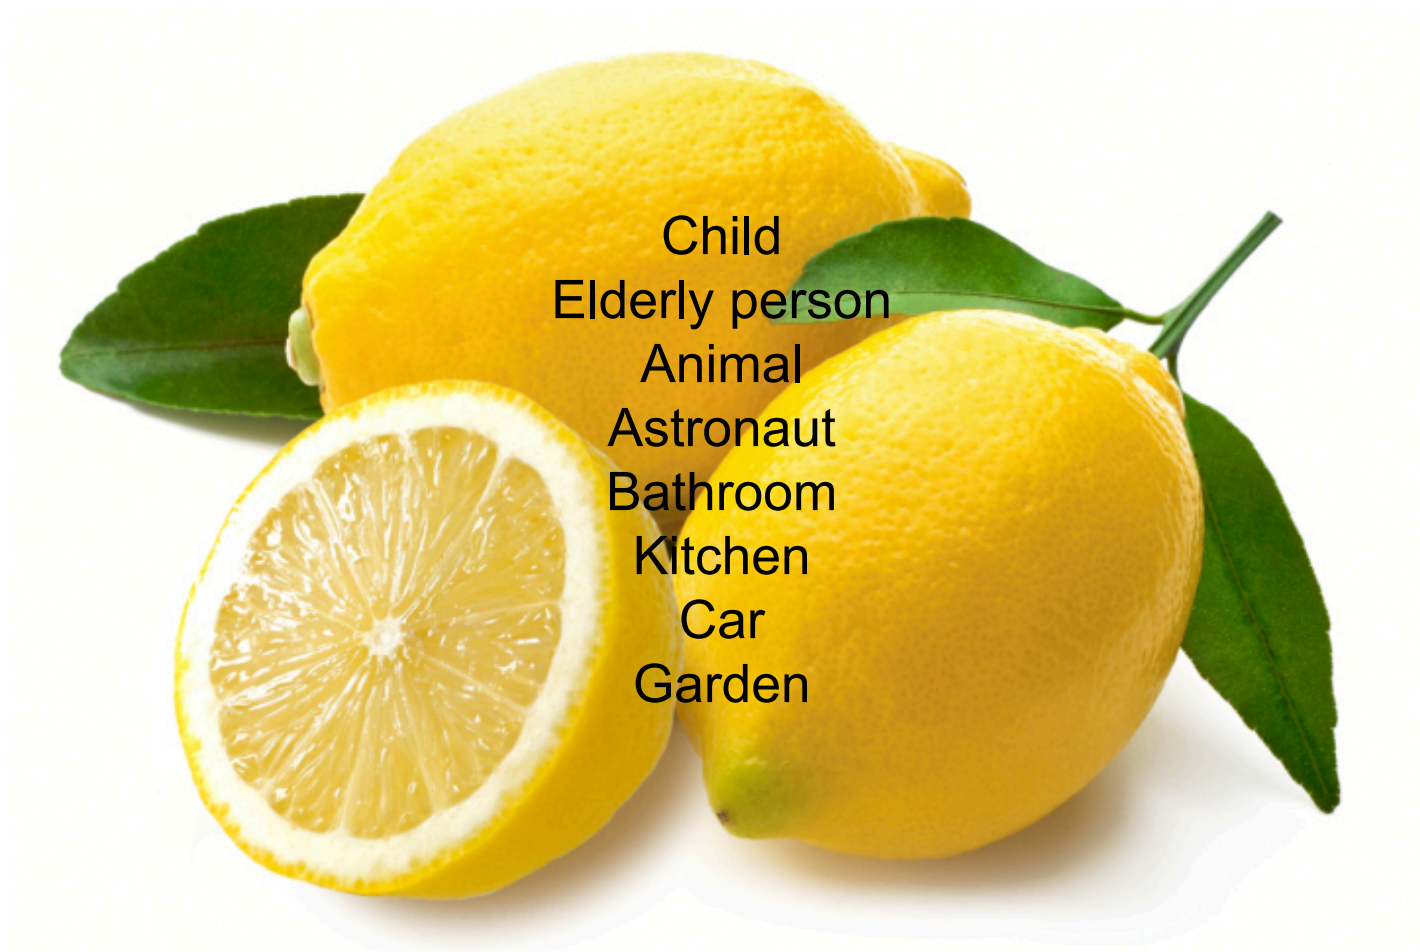 Child
Elderly person
Animal
Astronaut
Bathroom
Kitchen
Car
Garden